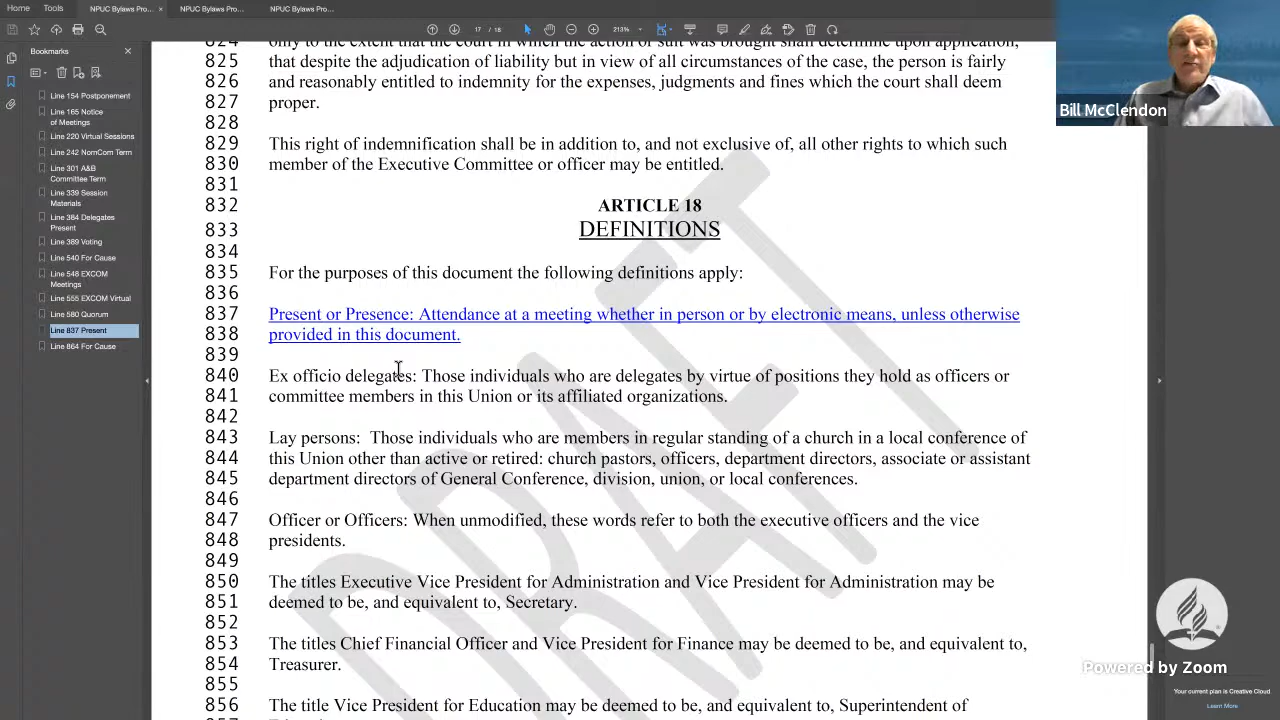 Home Tools NPUC Bylaws Pro... × NPUC Bylaws Pro... × NPUC Bylaws Pro...
17 / 18 213%
Bookmarks
Line 154 Postponement
Line 165 Notice
of Meetings
Line 220 Virtual Sessions
Line 242 NomCom Term
Line 301 A&B
Committee Term
Line 339 Session
Materials
Line 384 Delegates
Present
Line 389 Voting
Line 540 For Cause
Line 548 EXCOM
Meetings
Line 555 EXCOM Virtual
Line 580 Quorum
Line 837 Present
Line 864 For Cause
824 only to the extent that the court in which the action or suit was brought shall determine upon application,
825 that despite the adjudication of liability but in view of all circumstances of the case, the person is fairly
826 and reasonably entitled to indemnity for the expenses, judgments and fines which the court shall deem
827 proper.
828
829 This right of indemnification shall be in addition to, and not exclusive of, all other rights to which such
830 member of the Executive Committee or officer may be entitled.
831
832 ARTICLE 18
833 DEFINITIONS
834
835 For the purposes of this document the following definitions apply:
836
837 Present or Presence: Attendance at a meeting whether in person or by electronic means, unless otherwise
838 provided in this document.
839
840 Ex officio delegates: Those individuals who are delegates by virtue of positions they hold as officers or
841 committee members in this Union or its affiliated organizations.
842
843 Lay persons: Those individuals who are members in regular standing of a church in a local conference of
844 this Union other than active or retired: church pastors, officers, department directors, associate or assistant
845 department directors of General Conference, division, union, or local conferences.
846
847 Officer or Officers: When unmodified, these words refer to both the executive officers and the vice
848 presidents.
849
850 The titles Executive Vice President for Administration and Vice President for Administration may be
851 deemed to be, and equivalent to, Secretary.
852
853 The titles Chief Financial Officer and Vice President for Finance may be deemed to be, and equivalent to,
854 Treasurer.
855
856 The title Vice President for Education may be deemed to be, and equivalent to, Superintendent of
DRAFT
Bill McClendon
Powered by Zoom
Your current plan is Creative Cloud
Learn More